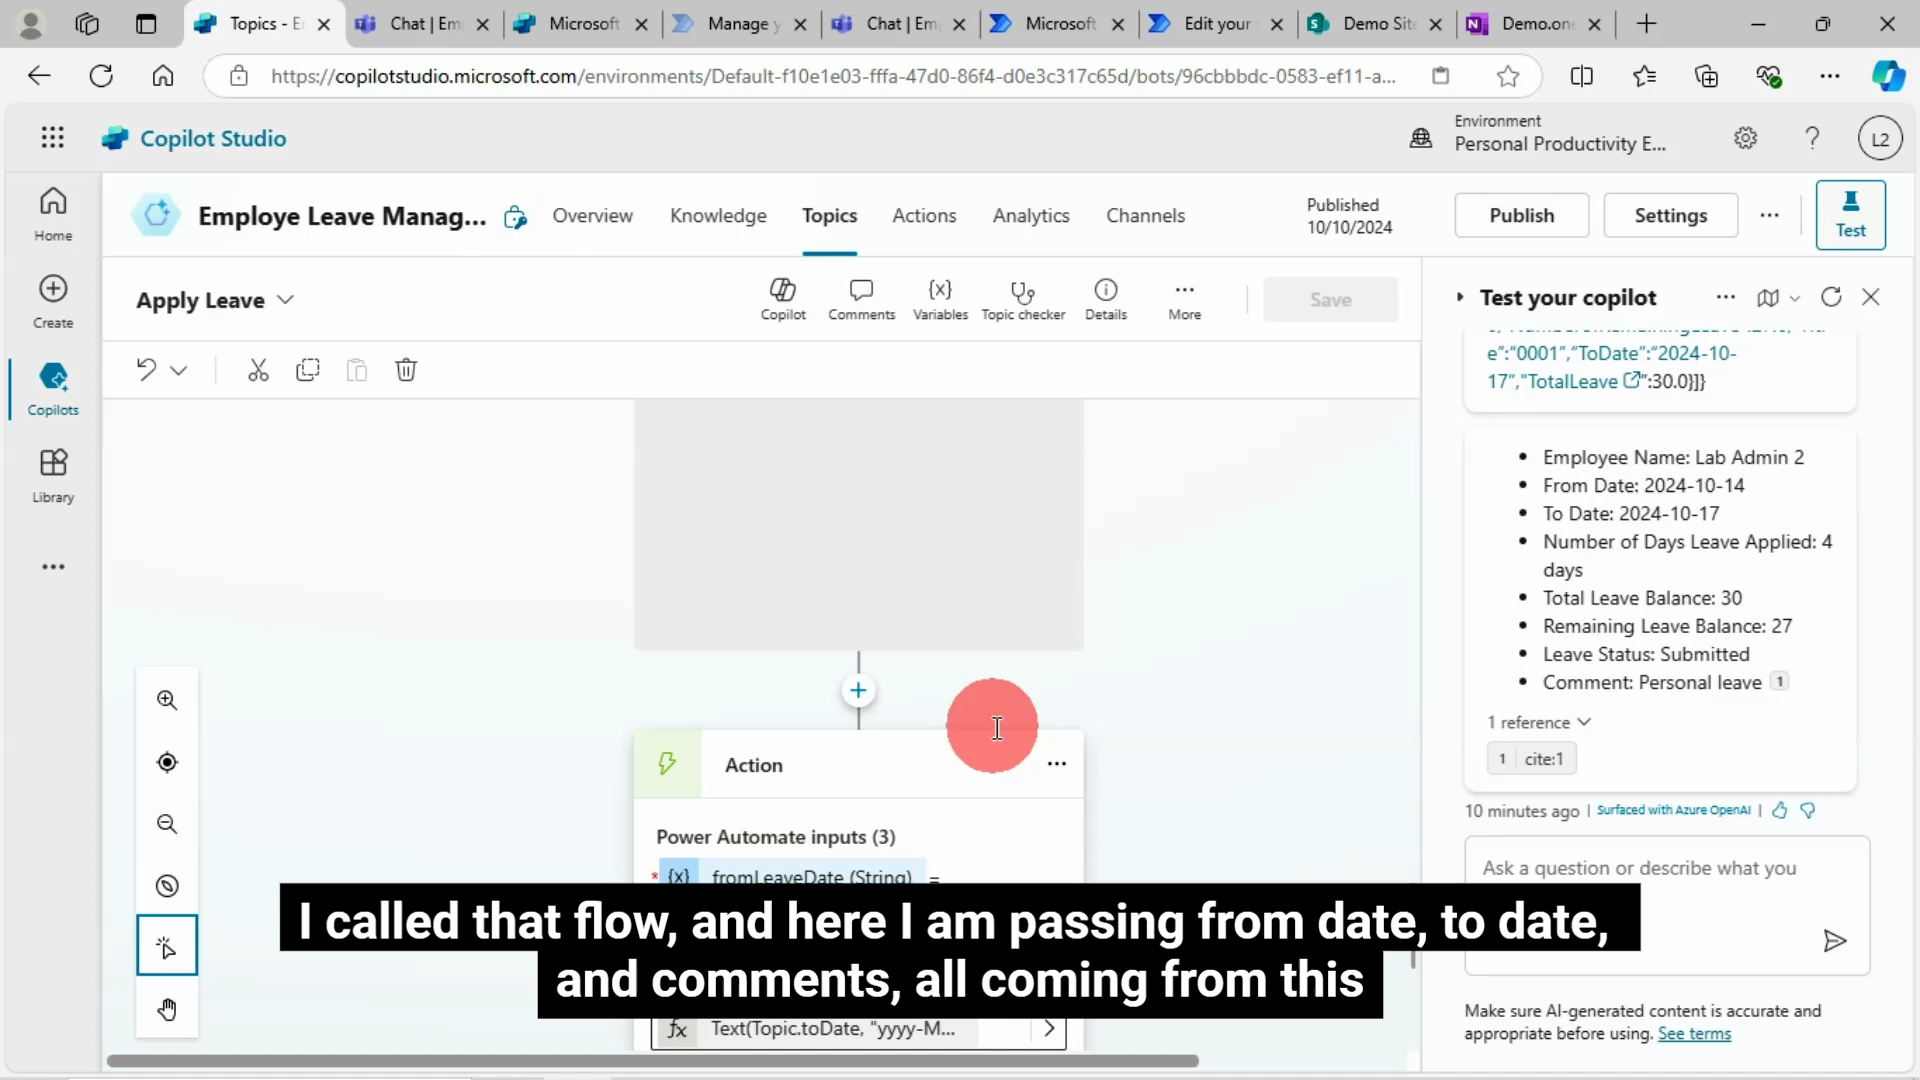 Topics - E
Chat | Em
Microsoft
Manage y
Chat | Em
Microsoft
Edit your
Demo Sit
Demo.one
https://copilotstudio.microsoft.com/environments/Default-f10e1e03-fffa-47d0-86f4-d0e3c317c65d/bots/96cbbbdc-0583-ef11-a...
Copilot Studio
Environment
Personal Productivity E...
L2
Home
Create
Copilots
Library
Employe Leave Manag...
Overview
Knowledge
Topics
Actions
Analytics
Channels
Published
10/10/2024
Publish
Settings
Test
Apply Leave
Copilot
Comments
Variables
Topic checker
Details
More
Save
Test your copilot
e":"0001","ToDate":"2024-10-
17","TotalLeave ":30.0}]}
Employee Name: Lab Admin 2
From Date: 2024-10-14
To Date: 2024-10-17
Number of Days Leave Applied: 4
days
Total Leave Balance: 30
Remaining Leave Balance: 27
Leave Status: Submitted
Comment: Personal leave 1
1 reference
1 cite:1
10 minutes ago | Surfaced with Azure OpenAI |
Ask a question or describe what you
Make sure AI-generated content is accurate and
appropriate before using. See terms
Action
Power Automate inputs (3)
* {x} fromLeaveDate (String) =
I called that flow, and here I am passing from date, to date,
and comments, all coming from this
fx Text(Topic.toDate, "yyyy-M...